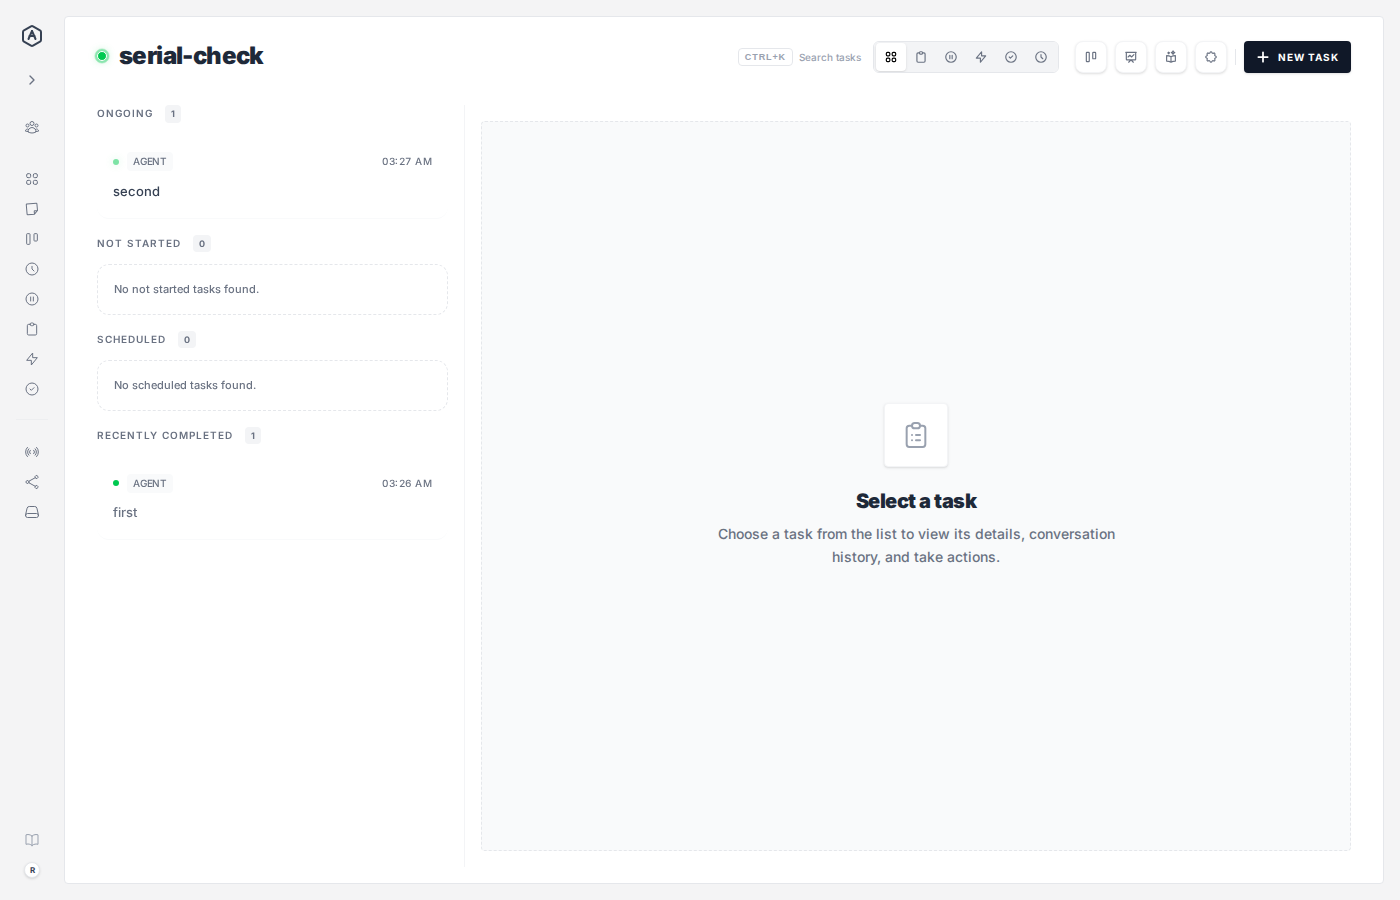 serial-check
CTRL+K Search tasks
NEW TASK
ONGOING 1
AGENT 03:27 AM
second
NOT STARTED 0
No not started tasks found.
SCHEDULED 0
No scheduled tasks found.
RECENTLY COMPLETED 1
AGENT 03:26 AM
first
Select a task
Choose a task from the list to view its details, conversation
history, and take actions.
R